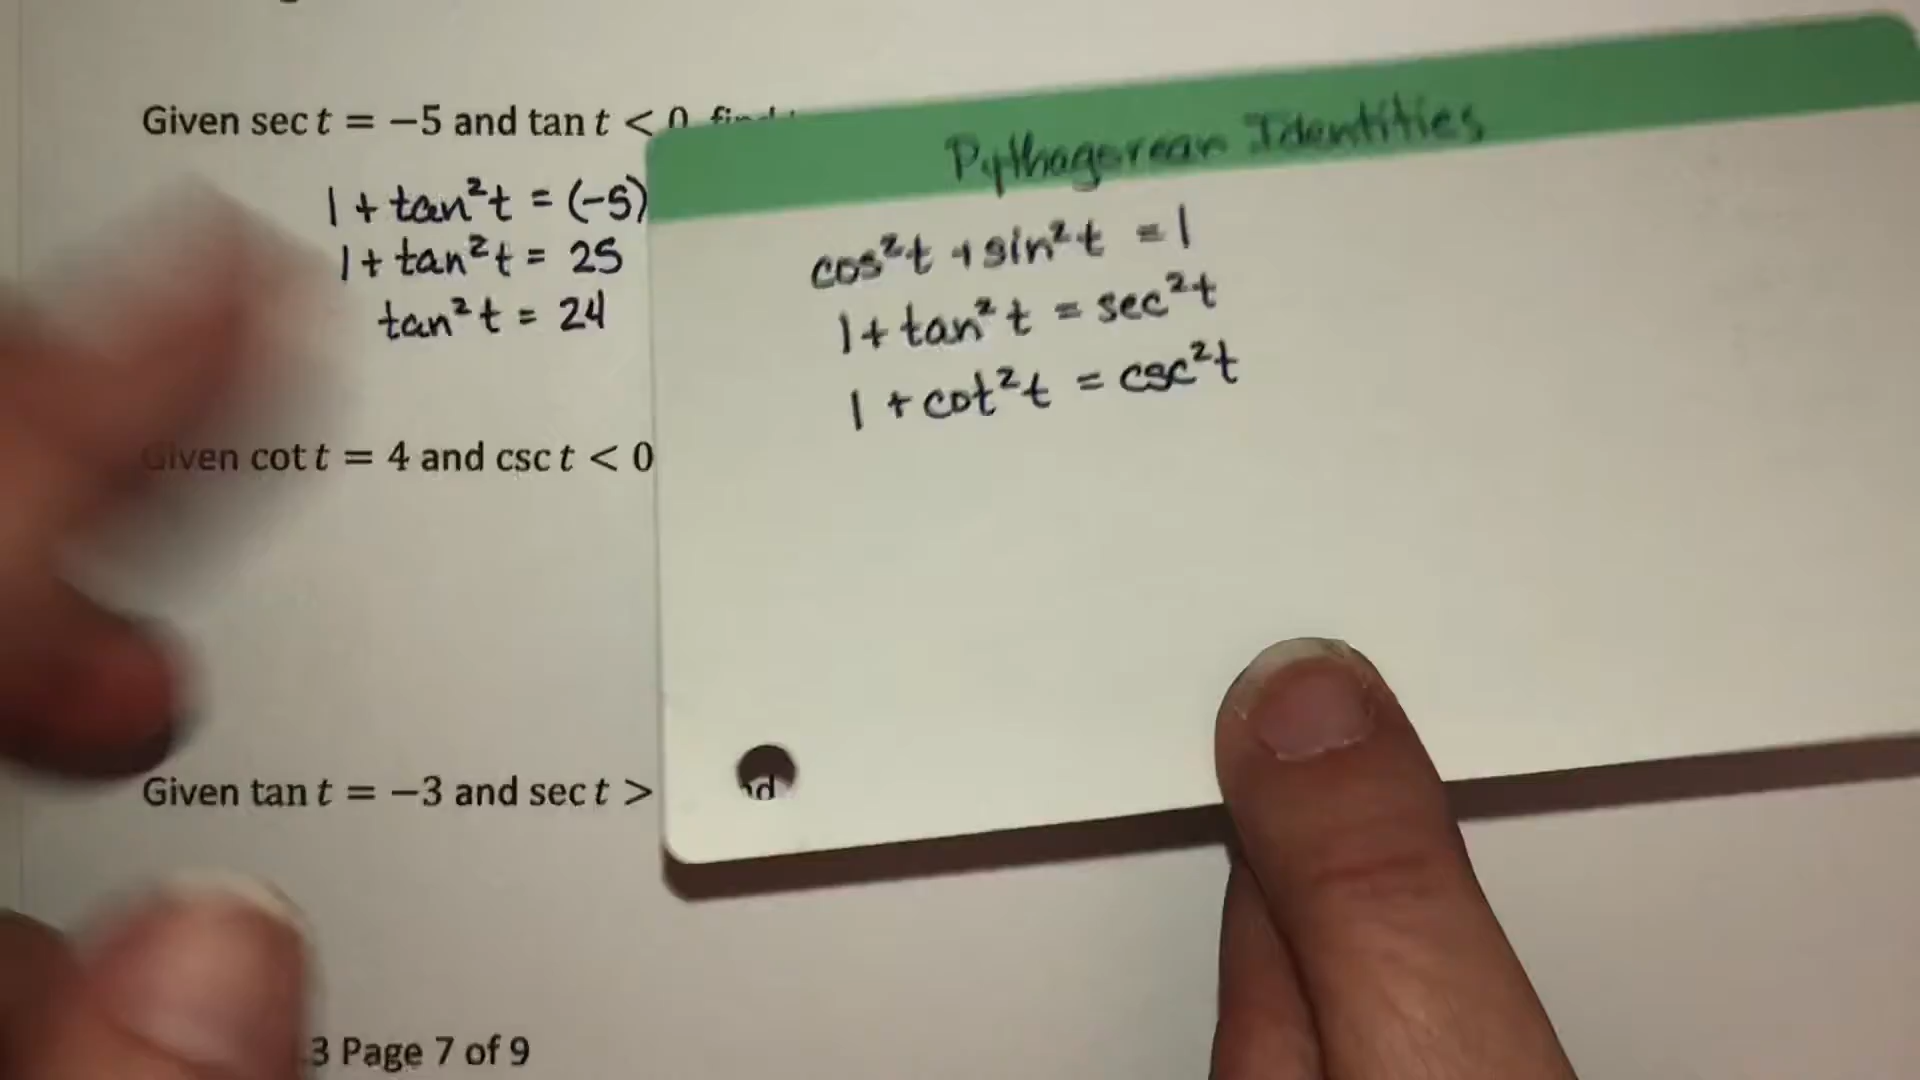 Given sec t = −5 and tan t < 0, find
1 + tan²t = (-5)
1 + tan²t = 25
tan²t = 24
Given cot t = 4 and csc t < 0
Given tan t = −3 and sec t >
3 Page 7 of 9
Pythagorean Identities
cos²t + sin²t = 1
1 + tan²t = sec²t
1 + cot²t = csc²t